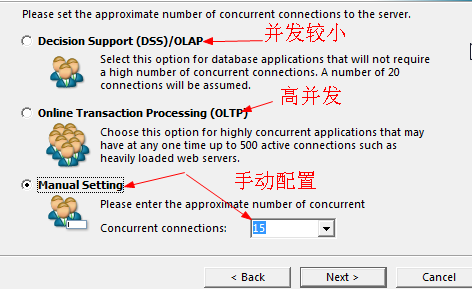 Please set the approximate number of concurrent connections to the server.
Decision Support (DSS)/OLAP
并发较小
Select this option for database applications that will not require
a high number of concurrent connections. A number of 20
connections will be assumed.
Online Transaction Processing (OLTP)
高并发
Choose this option for highly concurrent applications that may
have at any one time up to 500 active connections such as
heavily loaded web servers.
Manual Setting
手动配置
Please enter the approximate number of concurrent
Concurrent connections:
15
< Back
Next >
Cancel